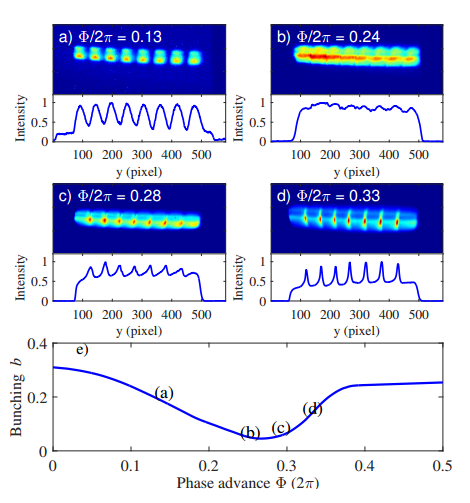 a) Φ/2π = 0.13
b) Φ/2π = 0.24
Intensity
1
0.5
0
100 200 300 400 500
y (pixel)
Intensity
1
0.5
0
100 200 300 400 500
y (pixel)
c) Φ/2π = 0.28
d) Φ/2π = 0.33
Intensity
1
0.5
0
100 200 300 400 500
y (pixel)
Intensity
1
0.5
0
100 200 300 400 500
y (pixel)
e)
Bunching b
0.4
0.2
0
(a)
(b)
(c)
(d)
0 0.1 0.2 0.3 0.4 0.5
Phase advance Φ (2π)